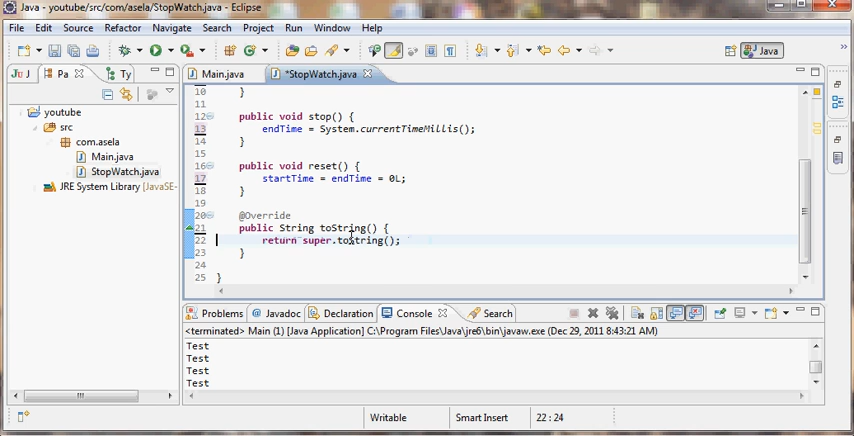 Java - youtube/src/com/asela/StopWatch.java - Eclipse
File Edit Source Refactor Navigate Search Project Run Window Help
Java
Ju J Pa Ty
Main.java *StopWatch.java
youtube
src
com.asela
Main.java
StopWatch.java
JRE System Library [JavaSE-
10 }
11
12 public void stop() {
13 endTime = System.currentTimeMillis();
14 }
15
16 public void reset() {
17 startTime = endTime = 0L;
18 }
19
20 @Override
21 public String toString() {
22 return super.toString();
23 }
24
25 }
Problems Javadoc Declaration Console Search
<terminated> Main (1) [Java Application] C:\Program Files\Java\jre6\bin\javaw.exe (Dec 29, 2011 8:43:21 AM)
Test
Test
Test
Test
Writable Smart Insert 22 : 24